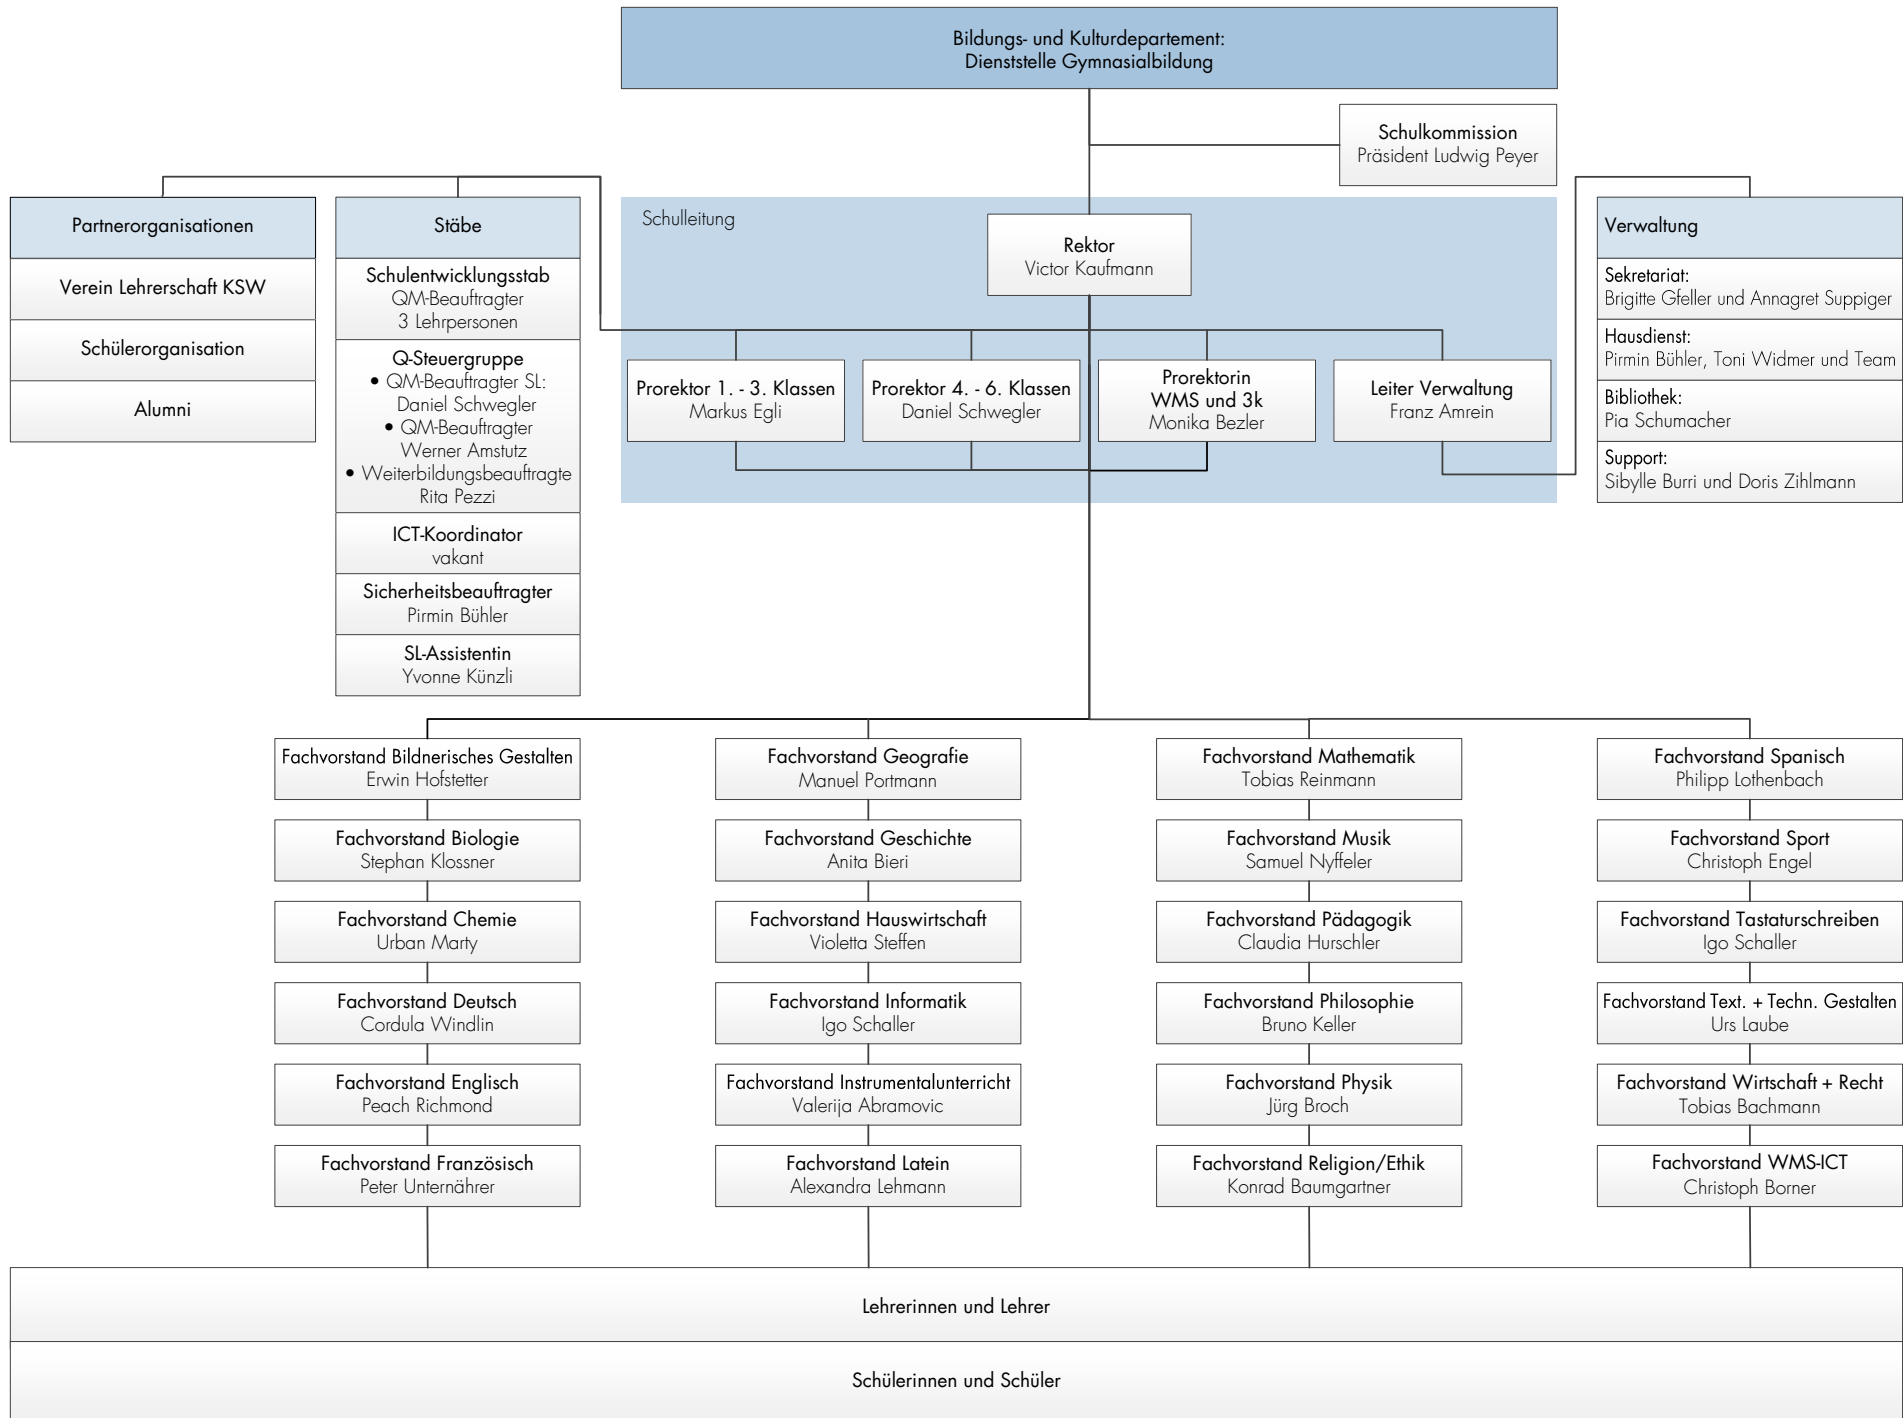 Bildungs- und Kulturdepartement:
Dienststelle Gymnasialbildung
Schulkommission
Präsident Ludwig Peyer
Partnerorganisationen
Verein Lehrerschaft KSW
Schülerorganisation
Alumni
Stäbe
Schulentwicklungsstab
QM-Beauftragter
3 Lehrpersonen
Q-Steuergruppe
• QM-Beauftragter SL:
Daniel Schwegler
• QM-Beauftragter
Werner Amstutz
• Weiterbildungsbeauftragte
Rita Pezzi
ICT-Koordinator
vakant
Sicherheitsbeauftragter
Pirmin Bühler
SL-Assistentin
Yvonne Künzli
Schulleitung
Rektor
Victor Kaufmann
Prorektor 1. - 3. Klassen
Markus Egli
Prorektor 4. - 6. Klassen
Daniel Schwegler
Prorektorin
WMS und 3k
Monika Bezler
Leiter Verwaltung
Franz Amrein
Verwaltung
Sekretariat:
Brigitte Gfeller und Annagret Suppiger
Hausdienst:
Pirmin Bühler, Toni Widmer und Team
Bibliothek:
Pia Schumacher
Support:
Sibylle Burri und Doris Zihlmann
Fachvorstand Bildnerisches Gestalten
Erwin Hofstetter
Fachvorstand Biologie
Stephan Klossner
Fachvorstand Chemie
Urban Marty
Fachvorstand Deutsch
Cordula Windlin
Fachvorstand Englisch
Peach Richmond
Fachvorstand Französisch
Peter Unternährer
Fachvorstand Geografie
Manuel Portmann
Fachvorstand Geschichte
Anita Bieri
Fachvorstand Hauswirtschaft
Violetta Steffen
Fachvorstand Informatik
Igo Schaller
Fachvorstand Instrumentalunterricht
Valerija Abramovic
Fachvorstand Latein
Alexandra Lehmann
Fachvorstand Mathematik
Tobias Reinmann
Fachvorstand Musik
Samuel Nyffeler
Fachvorstand Pädagogik
Claudia Hurschler
Fachvorstand Philosophie
Bruno Keller
Fachvorstand Physik
Jürg Broch
Fachvorstand Religion/Ethik
Konrad Baumgartner
Fachvorstand Spanisch
Philipp Lothenbach
Fachvorstand Sport
Christoph Engel
Fachvorstand Tastaturschreiben
Igo Schaller
Fachvorstand Text. + Techn. Gestalten
Urs Laube
Fachvorstand Wirtschaft + Recht
Tobias Bachmann
Fachvorstand WMS-ICT
Christoph Borner
Lehrerinnen und Lehrer
Schülerinnen und Schüler